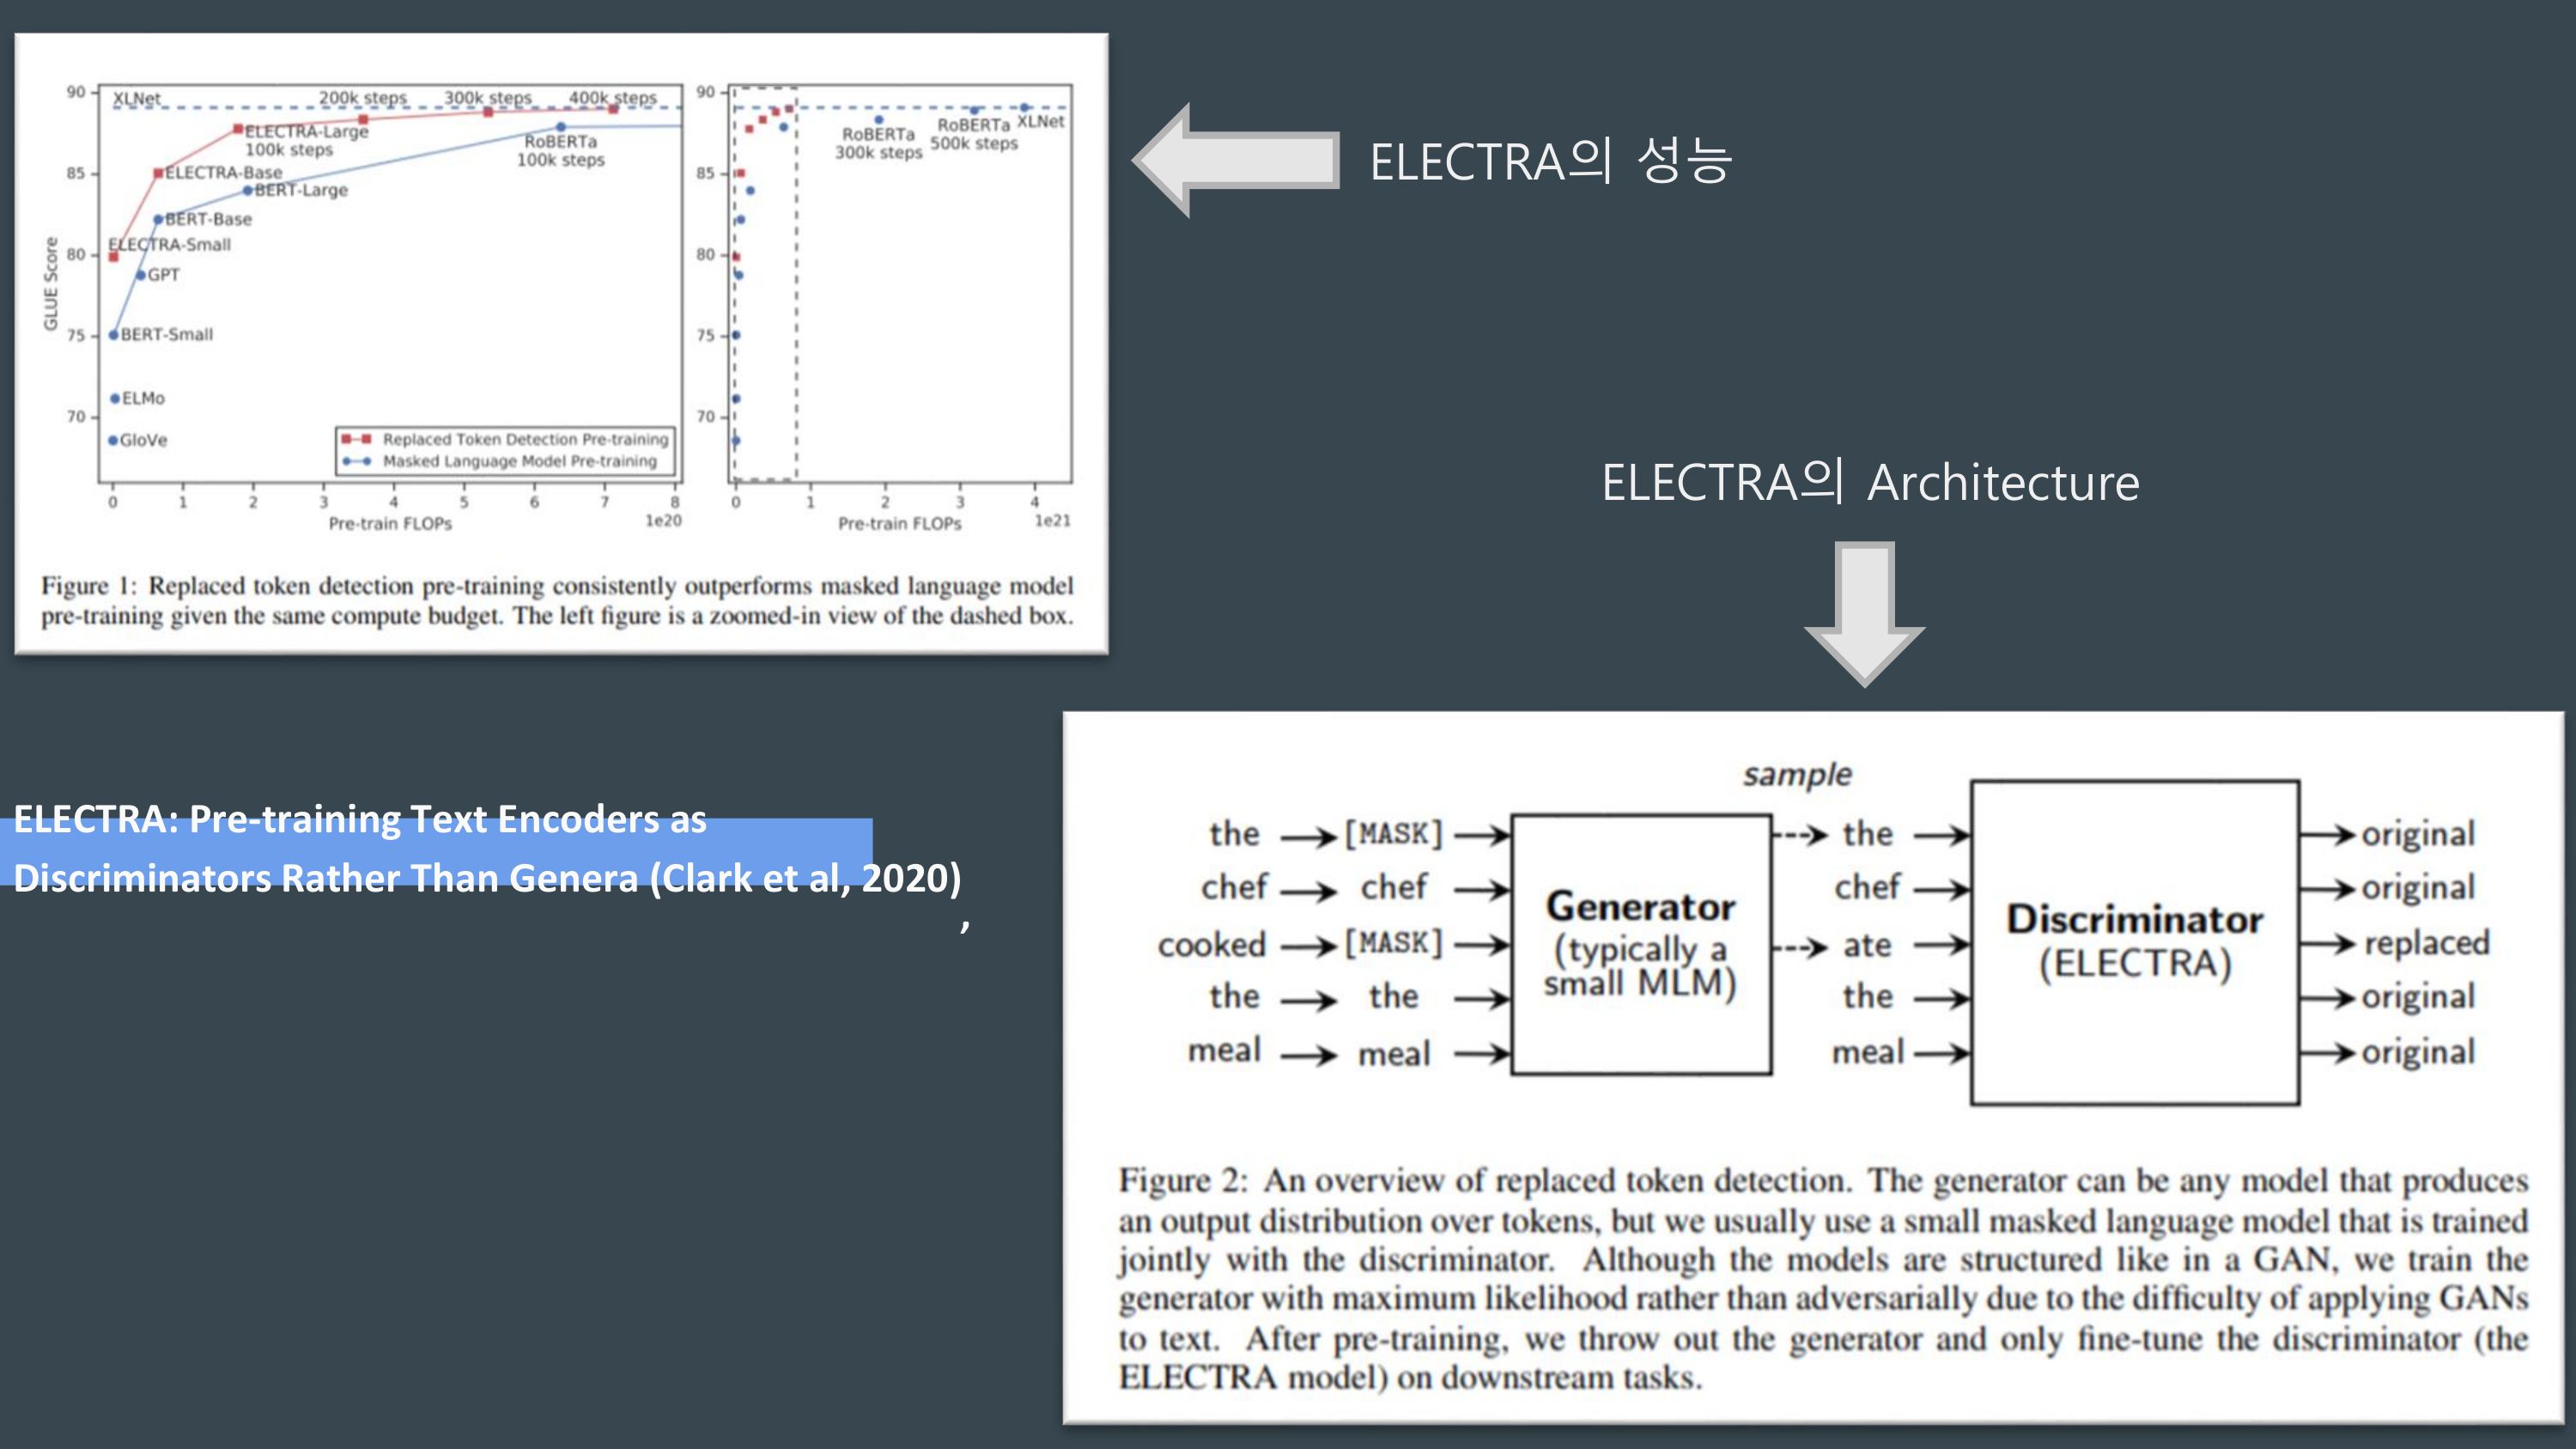 90
XLNet
200k steps
300k steps
400k steps
ELECTRA-Large
100k steps
RoBERTa
100k steps
85
ELECTRA-Base
BERT-Large
BERT-Base
ELECTRA-Small
80
GPT
75
BERT-Small
ELMo
70
GloVe
GLUE Score
Replaced Token Detection Pre-training
Masked Language Model Pre-training
0 1 2 3 4 5 6 7 8
Pre-train FLOPs
1e20
90
RoBERTa
300k steps
RoBERTa
500k steps
XLNet
85
80
75
70
0 1 2 3 4
Pre-train FLOPs
1e21
Figure 1: Replaced token detection pre-training consistently outperforms masked language model
pre-training given the same compute budget. The left figure is a zoomed-in view of the dashed box.
ELECTRA의 성능
ELECTRA의 Architecture
ELECTRA: Pre-training Text Encoders as
Discriminators Rather Than Genera (Clark et al, 2020)
,
sample
the [MASK] the original
chef chef chef original
cooked [MASK] ate replaced
the the the original
meal meal meal original
Generator
(typically a
small MLM)
Discriminator
(ELECTRA)
Figure 2: An overview of replaced token detection. The generator can be any model that produces
an output distribution over tokens, but we usually use a small masked language model that is trained
jointly with the discriminator. Although the models are structured like in a GAN, we train the
generator with maximum likelihood rather than adversarially due to the difficulty of applying GANs
to text. After pre-training, we throw out the generator and only fine-tune the discriminator (the
ELECTRA model) on downstream tasks.